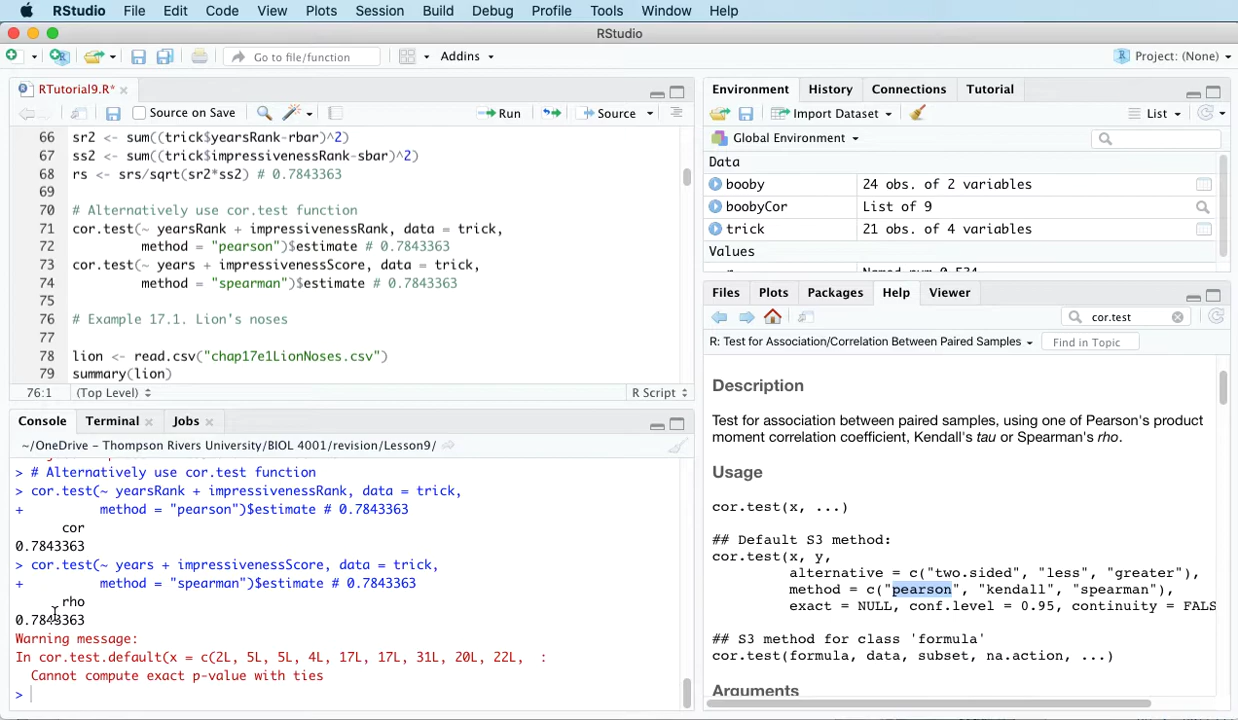 RStudio File Edit Code View Plots Session Build Debug Profile Tools Window Help
RStudio
Go to file/function
Addins
Project: (None)
RTutorial9.R*
Source on Save
Run
Source
66 sr2 <- sum((trick$yearsRank-rbar)^2)
67 ss2 <- sum((trick$impressivenessRank-sbar)^2)
68 rs <- srs/sqrt(sr2*ss2) # 0.7843363
69
70 # Alternatively use cor.test function
71 cor.test(~ yearsRank + impressivenessRank, data = trick,
72 method = "pearson")$estimate # 0.7843363
73 cor.test(~ years + impressivenessScore, data = trick,
74 method = "spearman")$estimate # 0.7843363
75
76 # Example 17.1. Lion's noses
77
78 lion <- read.csv("chap17e1LionNoses.csv")
79 summary(lion)
76:1 (Top Level) R Script
Console Terminal Jobs
~/OneDrive - Thompson Rivers University/BIOL 4001/revision/Lesson9/
> # Alternatively use cor.test function
> cor.test(~ yearsRank + impressivenessRank, data = trick,
+ method = "pearson")$estimate # 0.7843363
cor
0.7843363
> cor.test(~ years + impressivenessScore, data = trick,
+ method = "spearman")$estimate # 0.7843363
rho
0.7843363
Warning message:
In cor.test.default(x = c(2L, 5L, 5L, 4L, 17L, 17L, 31L, 20L, 22L, :
Cannot compute exact p-value with ties
>
Environment History Connections Tutorial
Import Dataset
List
Global Environment
Data
booby 24 obs. of 2 variables
boobyCor List of 9
trick 21 obs. of 4 variables
Values
Files Plots Packages Help Viewer
cor.test
R: Test for Association/Correlation Between Paired Samples
Find in Topic
Description
Test for association between paired samples, using one of Pearson's product
moment correlation coefficient, Kendall's tau or Spearman's rho.
Usage
cor.test(x, ...)
## Default S3 method:
cor.test(x, y,
alternative = c("two.sided", "less", "greater"),
method = c("pearson", "kendall", "spearman"),
exact = NULL, conf.level = 0.95, continuity = FALS
## S3 method for class 'formula'
cor.test(formula, data, subset, na.action, ...)
Arguments